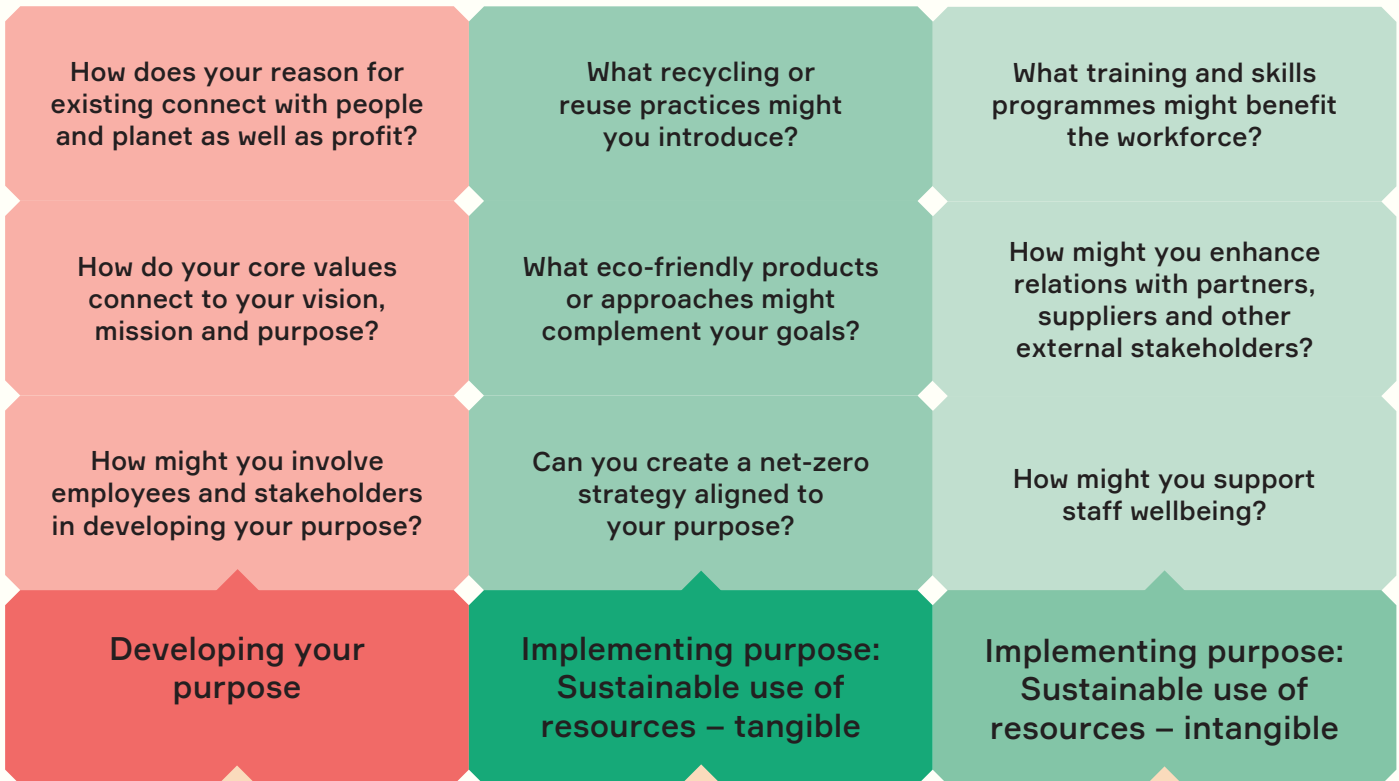 How does your reason for
existing connect with people
and planet as well as profit?
What recycling or
reuse practices might
you introduce?
What training and skills
programmes might benefit
the workforce?
How do your core values
connect to your vision,
mission and purpose?
What eco-friendly products
or approaches might
complement your goals?
How might you enhance
relations with partners,
suppliers and other
external stakeholders?
How might you involve
employees and stakeholders
in developing your purpose?
Can you create a net-zero
strategy aligned to
your purpose?
How might you support
staff wellbeing?
Developing your
purpose
Implementing purpose:
Sustainable use of
resources – tangible
Implementing purpose:
Sustainable use of
resources – intangible